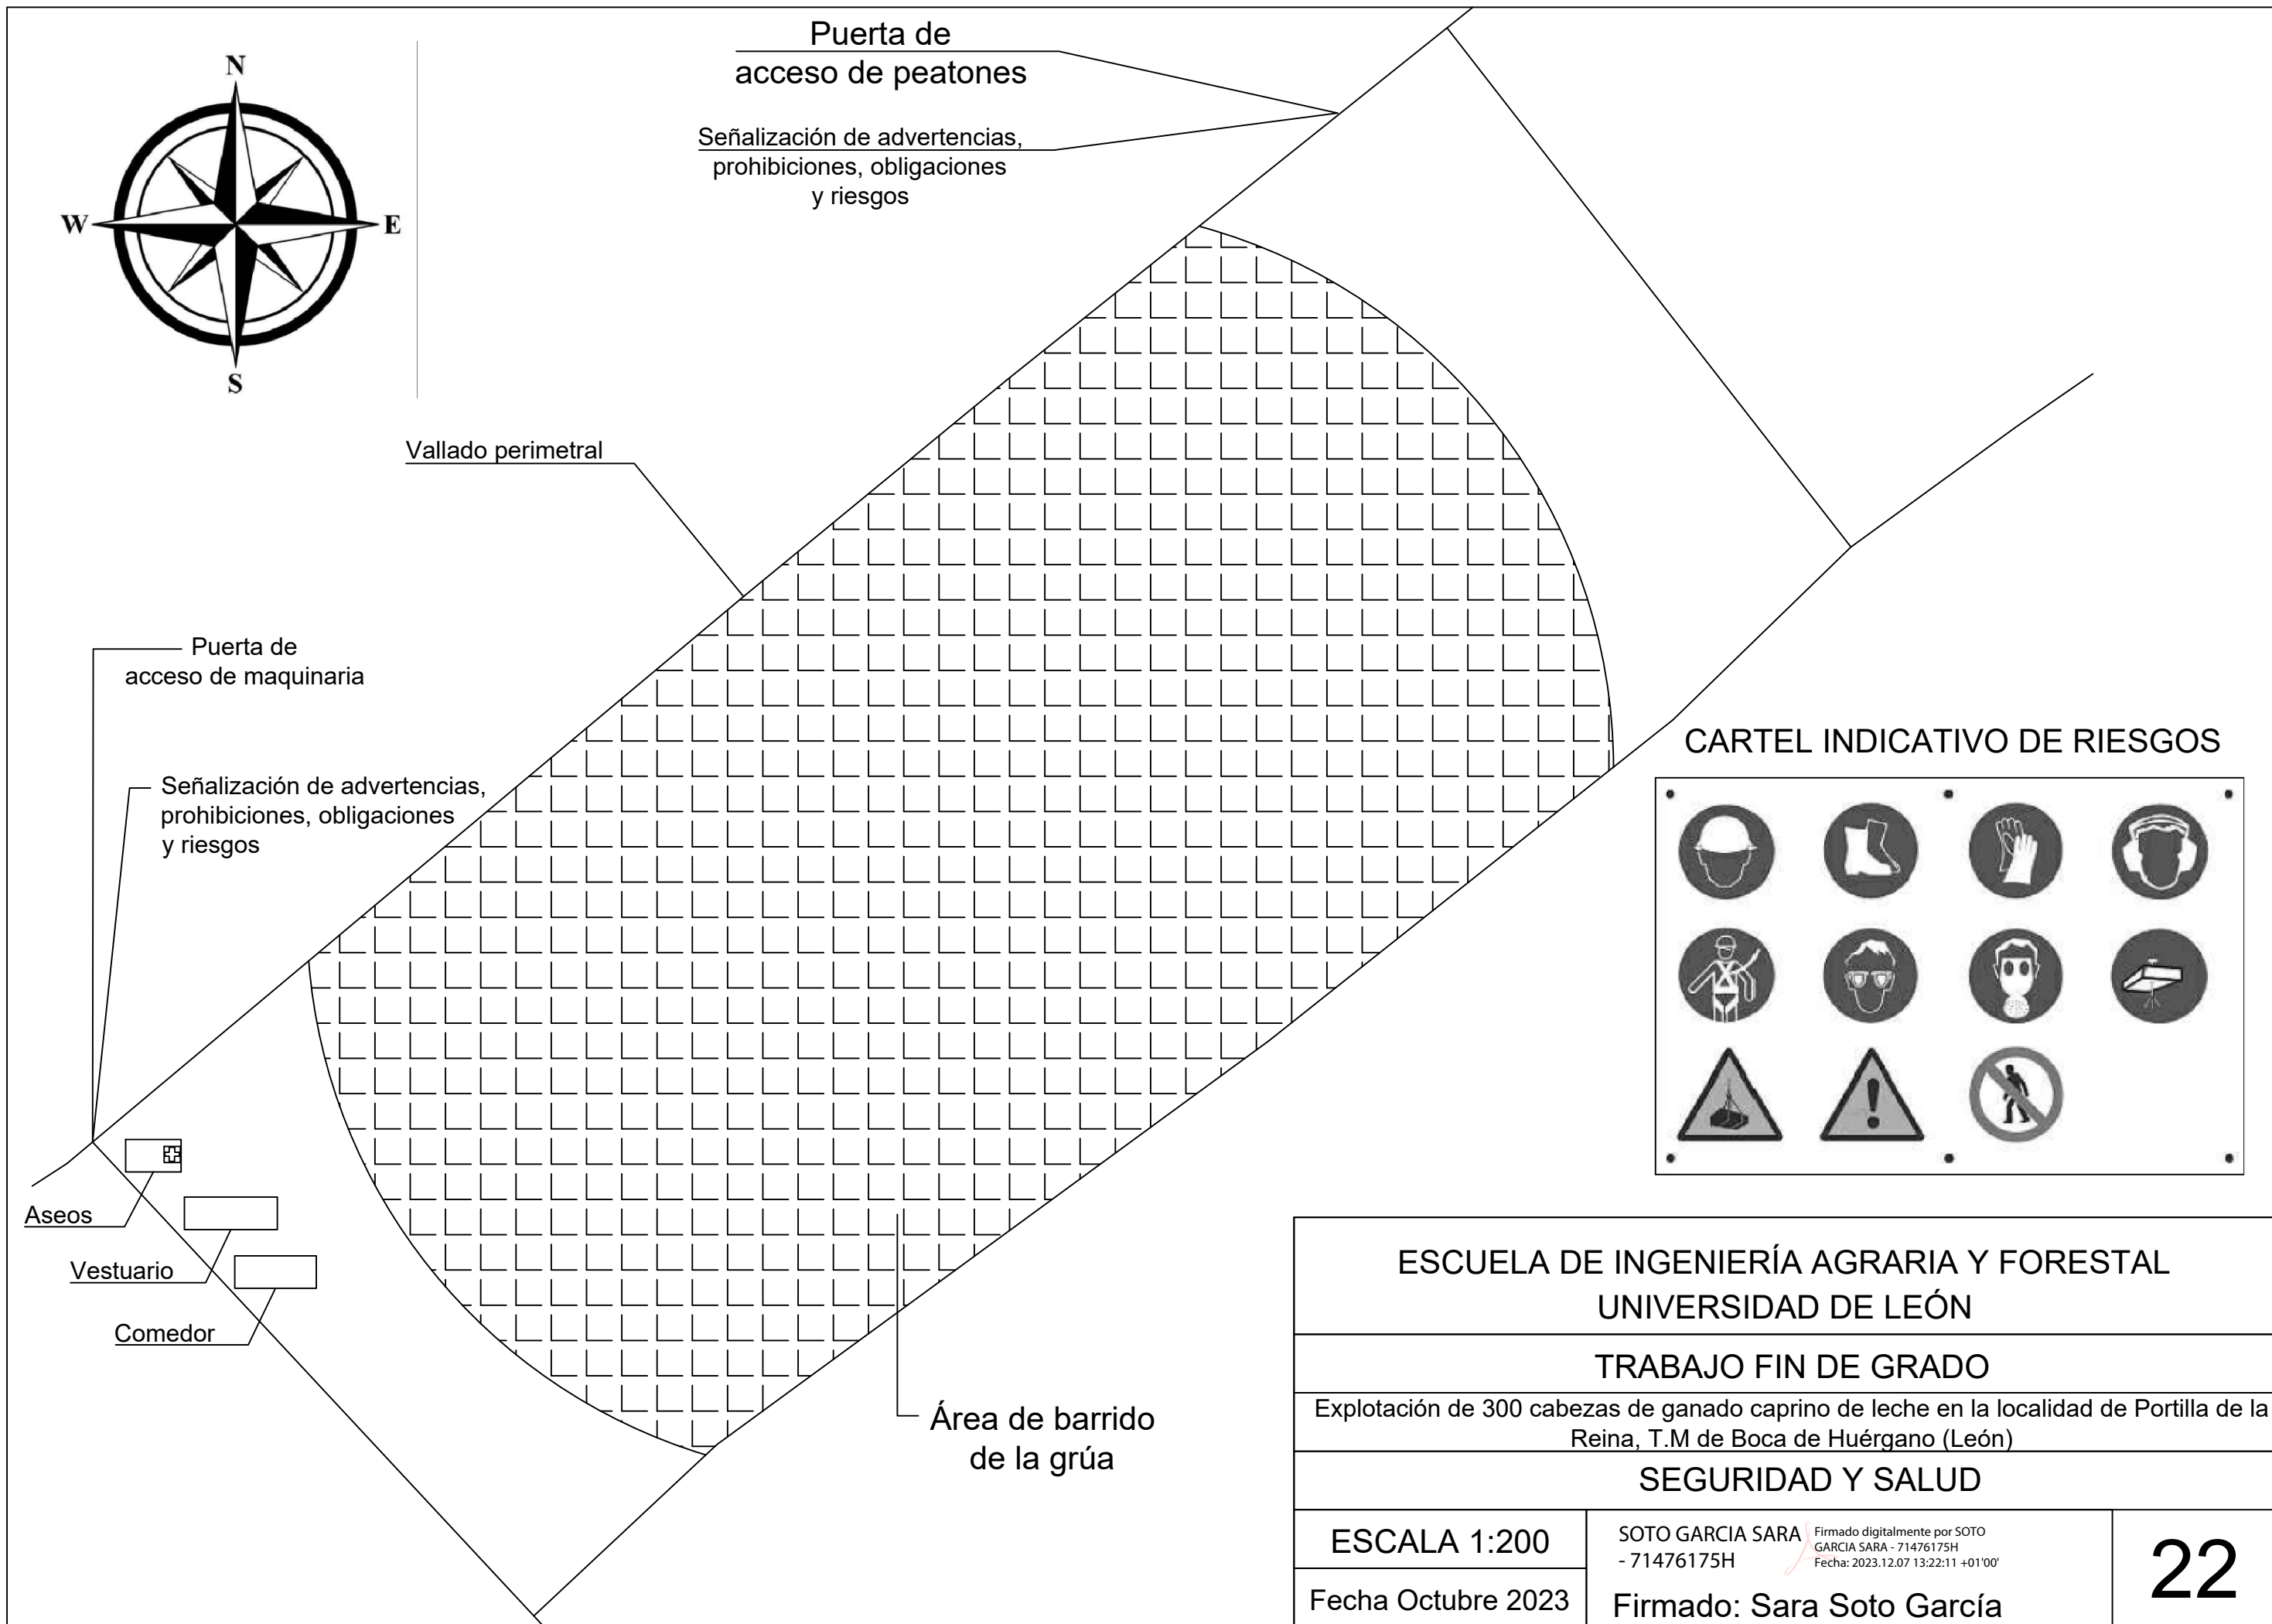 N
W
E
S
Puerta de
acceso de peatones
Señalización de advertencias,
prohibiciones, obligaciones
y riesgos
Vallado perimetral
Puerta de
acceso de maquinaria
Señalización de advertencias,
prohibiciones, obligaciones
y riesgos
CARTEL INDICATIVO DE RIESGOS
Aseos
Vestuario
Comedor
Área de barrido
de la grúa
ESCUELA DE INGENIERÍA AGRARIA Y FORESTAL
UNIVERSIDAD DE LEÓN
TRABAJO FIN DE GRADO
Explotación de 300 cabezas de ganado caprino de leche en la localidad de Portilla de la
Reina, T.M de Boca de Huérgano (León)
SEGURIDAD Y SALUD
ESCALA 1:200
Fecha Octubre 2023
SOTO GARCIA SARA
- 71476175H
Firmado digitalmente por SOTO
GARCIA SARA - 71476175H
Fecha: 2023.12.07 13:22:11 +01'00'
Firmado: Sara Soto García
22